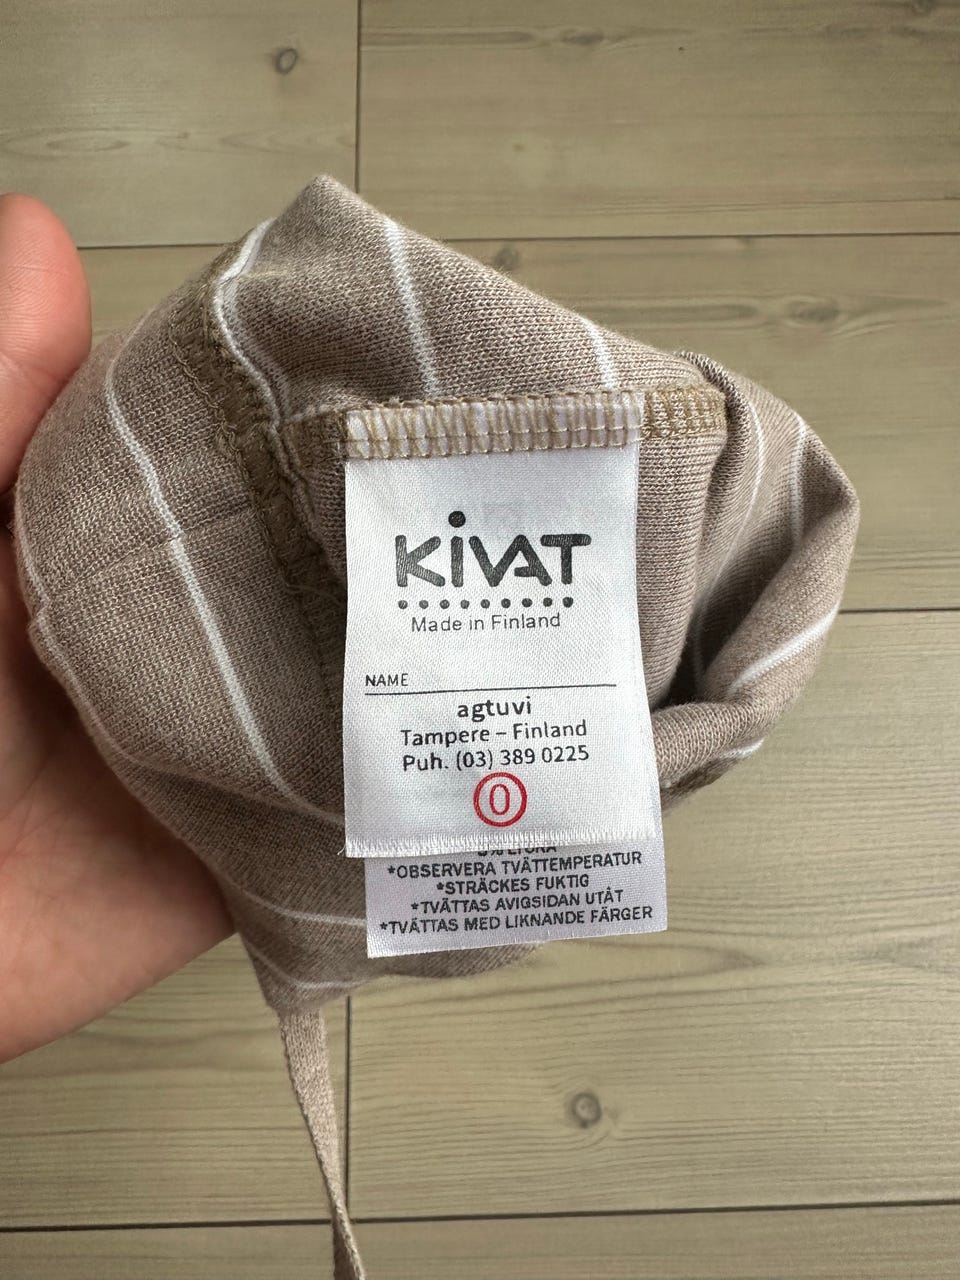 KiVAT
Made in Finland
NAME
agtuvi
Tampere – Finland
Puh. (03) 389 0225
0
*OBSERVERA TVÄTTEMPERATUR
*STRÄCKES FUKTIG
*TVÄTTAS AVIGSIDAN UTÅT
*TVÄTTAS MED LIKNANDE FÄRGER